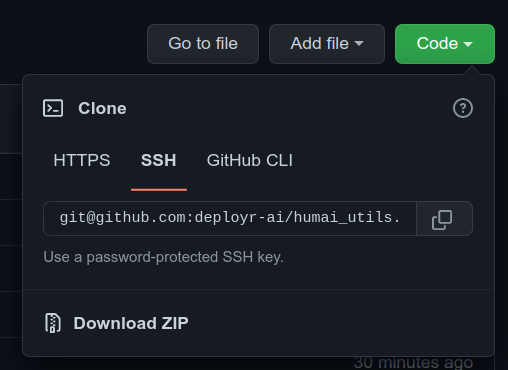 Go to file Add file Code
Clone
HTTPS SSH GitHub CLI
git@github.com:deployr-ai/humai_utils.
Use a password-protected SSH key.
Download ZIP
30 minutes ago